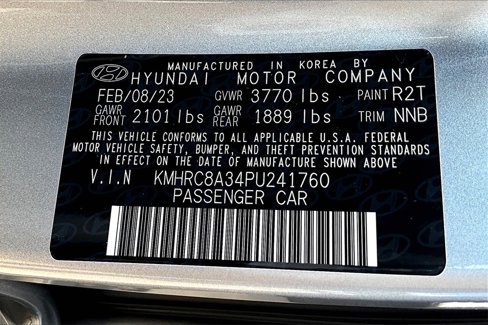 MANUFACTURED IN KOREA BY
HYUNDAI MOTOR COMPANY
FEB/08/23 GVWR 3770 lbs PAINT R2T
GAWR FRONT 2101 lbs GAWR REAR 1889 lbs TRIM NNB
THIS VEHICLE CONFORMS TO ALL APPLICABLE U.S.A. FEDERAL
MOTOR VEHICLE SAFETY, BUMPER, AND THEFT PREVENTION STANDARDS
IN EFFECT ON THE DATE OF MANUFACTURE SHOWN ABOVE
V.I.N KMHRC8A34PU241760
PASSENGER CAR